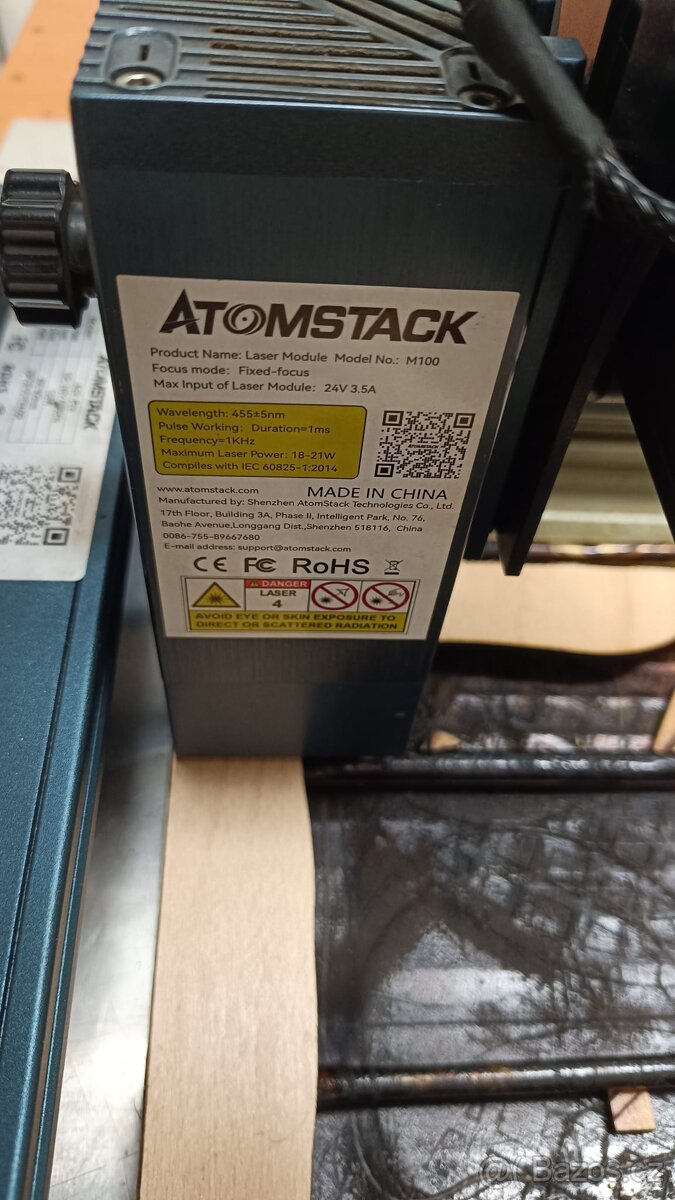 ATOMSTACK
Product Name: Laser Module Model No.: M100
Focus mode: Fixed-focus
Max Input of Laser Module: 24V 3.5A
Wavelength: 455±5nm
Pulse Working: Duration=1ms
Frequency=1KHz
Maximum Laser Power: 18-21W
Compiles with IEC 60825-1:2014
www.atomstack.com MADE IN CHINA
Manufactured by: Shenzhen AtomStack Technologies Co., Ltd.
17th Floor, Building 3A, Phase II, Intelligent Park, No. 76,
Baohe Avenue,Longgang Dist.,Shenzhen 518116, China
0086-755-89667680
E-mail address: support@atomstack.com
CE FC RoHS
DANGER
LASER
4
AVOID EYE OR SKIN EXPOSURE TO
DIRECT OR SCATTERED RADIATION
ATOMSTACK
Bazos.cz